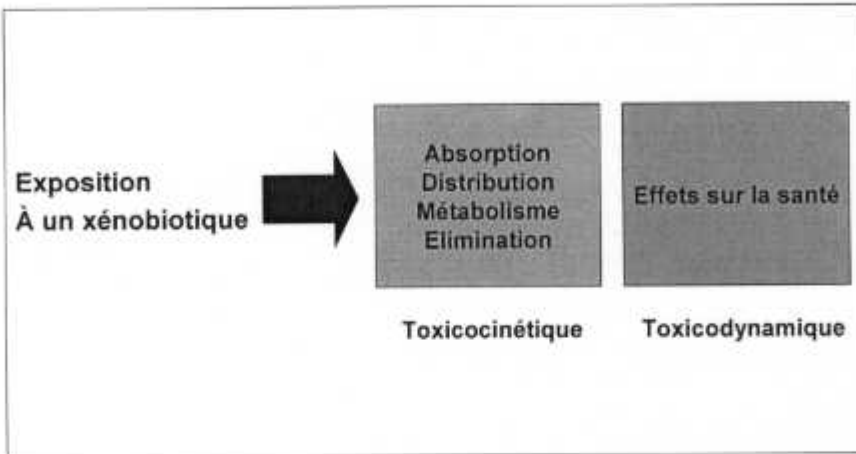 Exposition
À un xénobiotique
Absorption
Distribution
Métabolisme
Elimination
Effets sur la santé
Toxicocinétique
Toxicodynamique